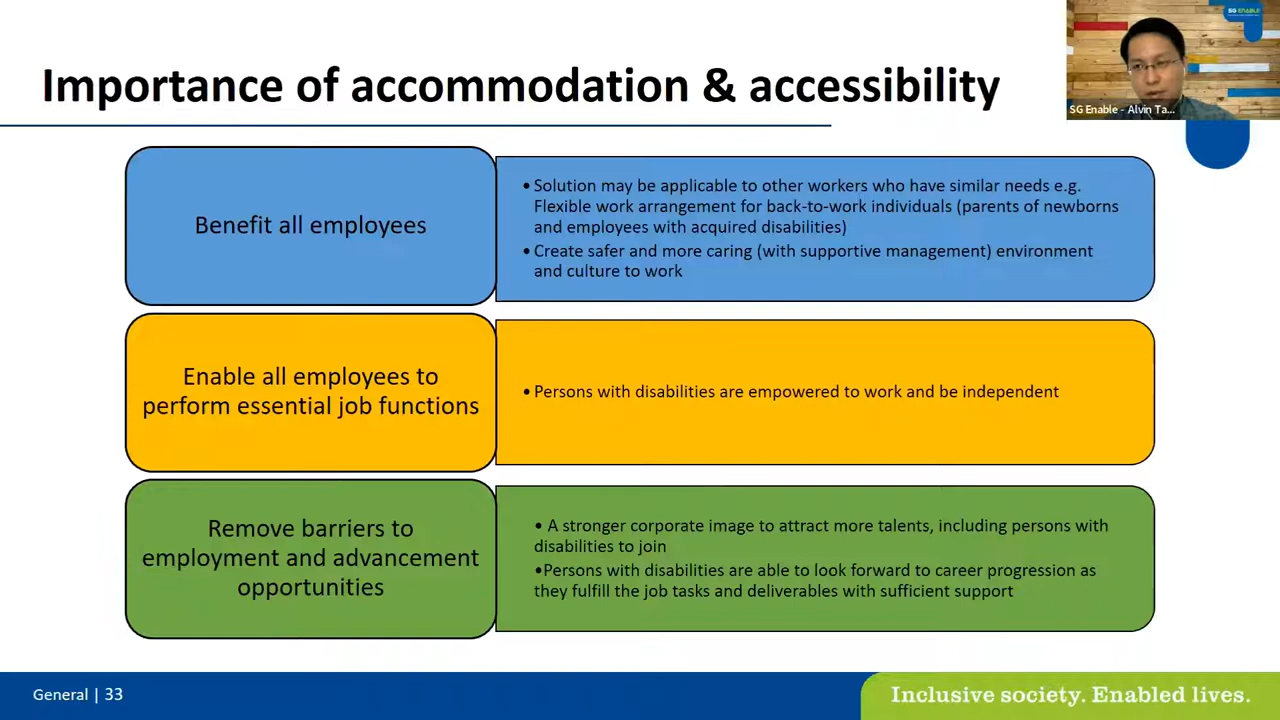 SG ENABLE
Importance of accommodation & accessibility
SG Enable - Alvin Ta...
Benefit all employees
• Solution may be applicable to other workers who have similar needs e.g.
Flexible work arrangement for back-to-work individuals (parents of newborns
and employees with acquired disabilities)
• Create safer and more caring (with supportive management) environment
and culture to work
Enable all employees to
perform essential job functions
• Persons with disabilities are empowered to work and be independent
Remove barriers to
employment and advancement
opportunities
• A stronger corporate image to attract more talents, including persons with
disabilities to join
•Persons with disabilities are able to look forward to career progression as
they fulfill the job tasks and deliverables with sufficient support
General | 33
Inclusive society. Enabled lives.